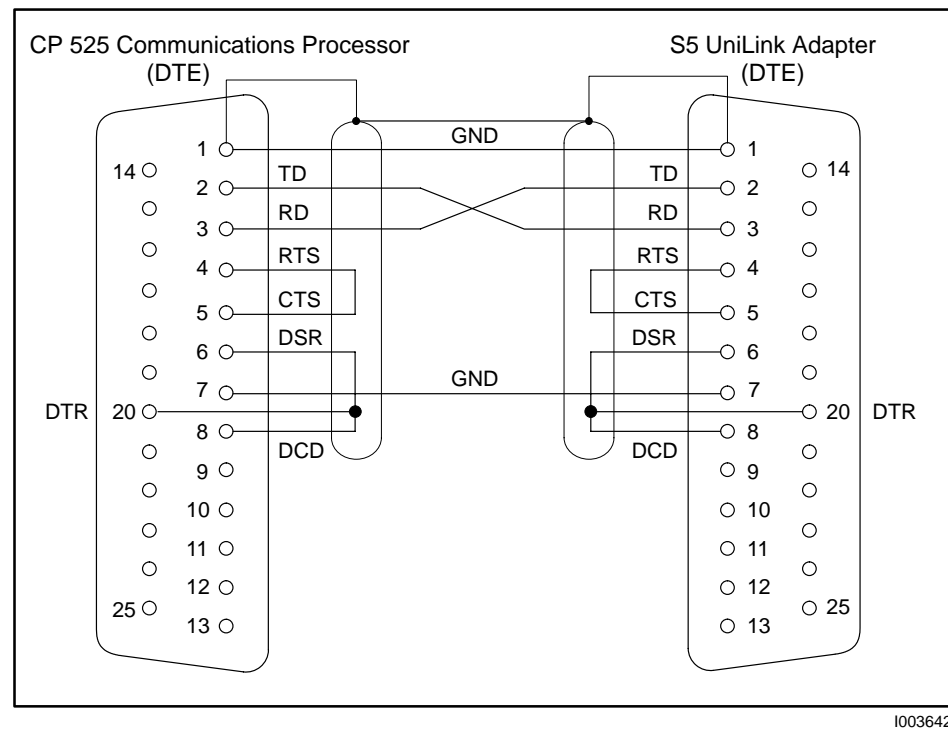 CP 525 Communications Processor
(DTE)
S5 UniLink Adapter
(DTE)
GND
1
1
14
14
TD
TD
2
2
RD
RD
3
3
RTS
RTS
4
4
CTS
CTS
5
5
DSR
DSR
6
6
GND
7
7
DTR
20
20
DTR
8
8
DCD
DCD
9
9
10
10
11
11
12
12
25
25
13
13
I003642